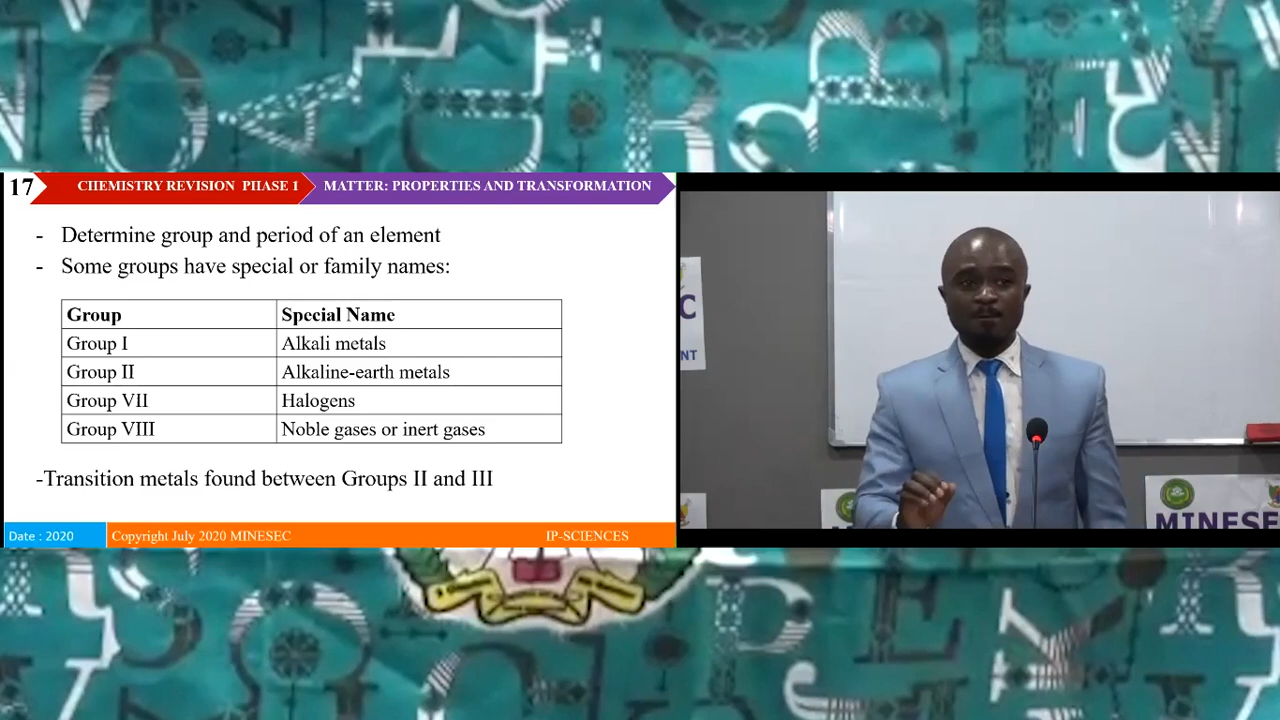 17
CHEMISTRY REVISION PHASE 1
MATTER: PROPERTIES AND TRANSFORMATION
- Determine group and period of an element
- Some groups have special or family names:
Group Special Name
Group I Alkali metals
Group II Alkaline-earth metals
Group VII Halogens
Group VIII Noble gases or inert gases
-Transition metals found between Groups II and III
Date : 2020
Copyright July 2020 MINESEC
IP-SCIENCES
C
NT
MINESE